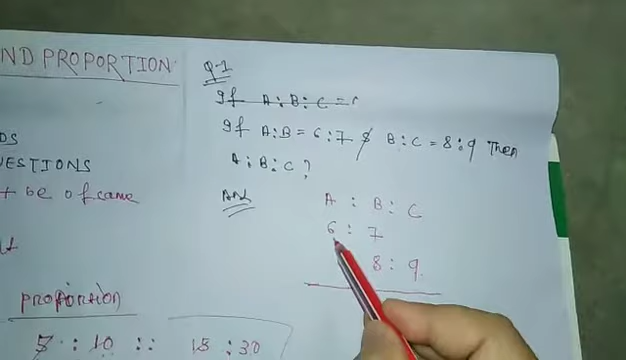 ND PROPORTION
DS
ESTIONS
t be of same
t
proportion
5 : 10 :: 15 : 30
Q-1
If A:B:C=
If A:B=6:7 & B:C=8:9 Then
A:B:C?
Ans
A : B : C
6 : 7
8 : 9